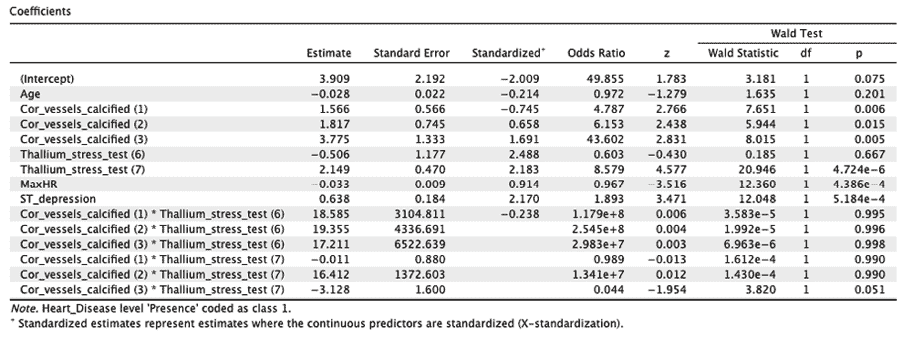 Coefficients
Wald Test
Estimate Standard Error Standardized⁺ Odds Ratio z Wald Statistic df p
(Intercept) 3.909 2.192 −2.009 49.855 1.783 3.181 1 0.075
Age −0.028 0.022 −0.214 0.972 −1.279 1.635 1 0.201
Cor_vessels_calcified (1) 1.566 0.566 −0.745 4.787 2.766 7.651 1 0.006
Cor_vessels_calcified (2) 1.817 0.745 0.658 6.153 2.438 5.944 1 0.015
Cor_vessels_calcified (3) 3.775 1.333 1.691 43.602 2.831 8.015 1 0.005
Thallium_stress_test (6) −0.506 1.177 2.488 0.603 −0.430 0.185 1 0.667
Thallium_stress_test (7) 2.149 0.470 2.183 8.579 4.577 20.946 1 4.724e−6
MaxHR −0.033 0.009 0.914 0.967 −3.516 12.360 1 4.386e−4
ST_depression 0.638 0.184 2.170 1.893 3.471 12.048 1 5.184e−4
Cor_vessels_calcified (1) * Thallium_stress_test (6) 18.585 3104.811 −0.238 1.179e+8 0.006 3.583e−5 1 0.995
Cor_vessels_calcified (2) * Thallium_stress_test (6) 19.355 4336.691 2.545e+8 0.004 1.992e−5 1 0.996
Cor_vessels_calcified (3) * Thallium_stress_test (6) 17.211 6522.639 2.983e+7 0.003 6.963e−6 1 0.998
Cor_vessels_calcified (1) * Thallium_stress_test (7) −0.011 0.880 0.989 −0.013 1.612e−4 1 0.990
Cor_vessels_calcified (2) * Thallium_stress_test (7) 16.412 1372.603 1.341e+7 0.012 1.430e−4 1 0.990
Cor_vessels_calcified (3) * Thallium_stress_test (7) −3.128 1.600 0.044 −1.954 3.820 1 0.051
Note. Heart_Disease level 'Presence' coded as class 1.
⁺ Standardized estimates represent estimates where the continuous predictors are standardized (X-standardization).